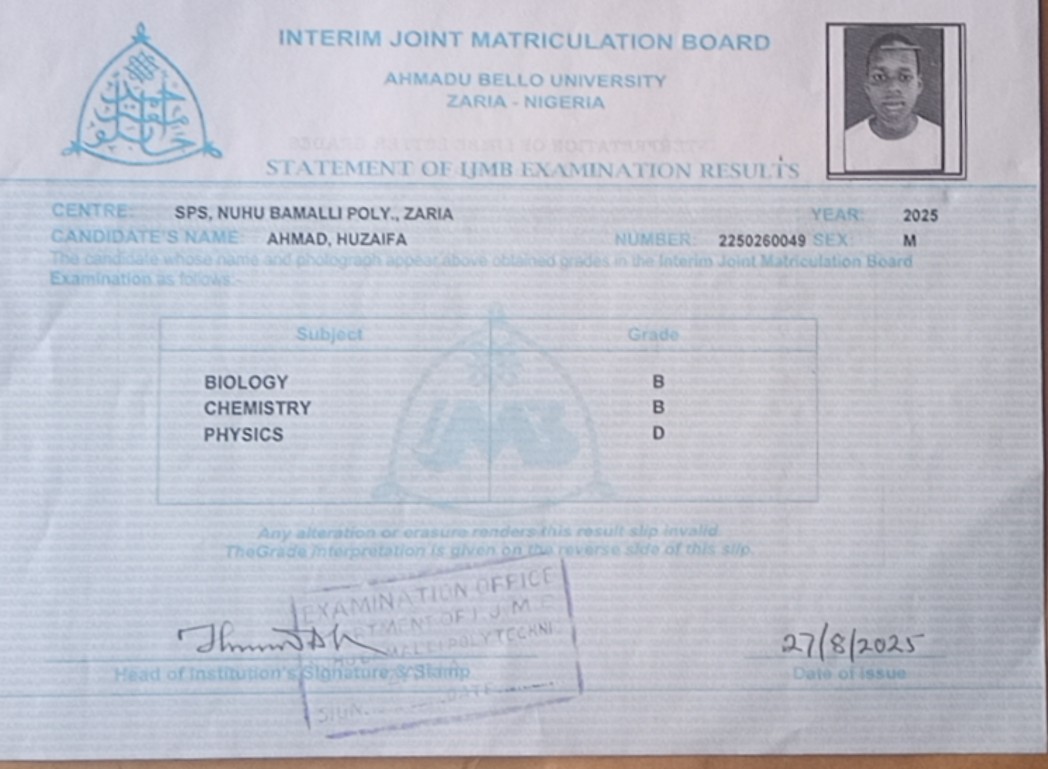 INTERIM JOINT MATRICULATION BOARD
AHMADU BELLO UNIVERSITY
ZARIA - NIGERIA
STATEMENT OF IJMB EXAMINATION RESULTS
CENTRE: SPS, NUHU BAMALLI POLY., ZARIA YEAR: 2025
CANDIDATE'S NAME: AHMAD, HUZAIFA NUMBER: 2250260049 SEX: M
The candidate whose name and photograph appear above obtained grades in the Interim Joint Matriculation Board
Examination as follows:-
Subject Grade
BIOLOGY B
CHEMISTRY B
PHYSICS D
Any alteration or erasure renders this result slip invalid.
TheGrade interpretation is given on the reverse side of this slip.
EXAMINATION OFFICE
27/8/2025
Head of Institution's Signature & Stamp
Date of issue
DATE
SIGN.